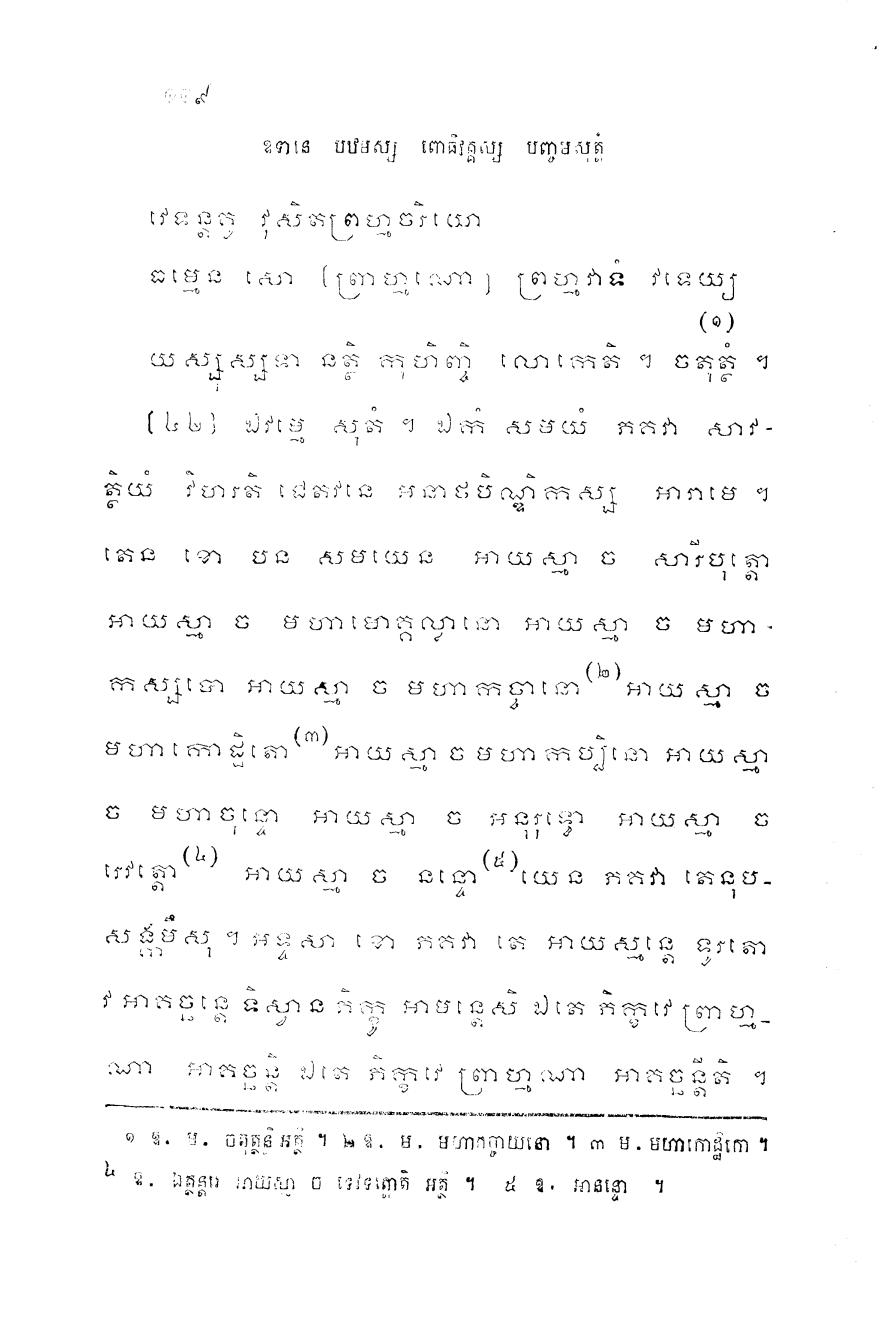 ១១៩
ឧទានេ បឋមស្ស ពោធិវគ្គស្ស បញ្ចមសុត្តំ
វេទន្តគូ វុសិតព្រហ្មចរិយោ
ធម្មេន សោ (ព្រាហ្មណោ) ព្រហ្មវាទំ វទេយ្យ
(១)
យស្សុស្សទា នត្ថិ កុហិញ្ចិ លោកេតិ ។ ចតុត្ថំ ។
[៤២] ឯវម្មេ សុតំ ។ ឯកំ សមយំ ភគវា សាវ-
ត្ថិយំ វិហរតិ ជេតវនេ អនាថបិណ្ឌិកស្ស អារាមេ ។
តេន ខោ បន សមយេន អាយស្មា ច សារីបុត្តោ
អាយស្មា ច មហាមោគ្គល្លានោ អាយស្មា ច មហា-
កស្សបោ អាយស្មា ច មហាកច្ចានោ(២)អាយស្មា ច
មហាកោដ្ឋិតោ(៣)អាយស្មា ច មហាកប្បិនោ អាយស្មា
ច មហាចុន្ទោ អាយស្មា ច អនុរុទ្ធោ អាយស្មា ច
រេវត្តោ(៤) អាយស្មា ច នន្ទោ(៥)យេន ភគវា តេនុប-
សង្កមឹសុ ។ អទ្ទសា ខោ ភគវា តេ អាយស្មន្តេ ទូរតោ
វ អាគច្ឆន្តេ ទិស្វាន ភិក្ខូ អាមន្តេសិ ឯតេ ភិក្ខវេ ព្រាហ្ម-
ណា អាគច្ឆន្តិ ឯតេ ភិក្ខវេ ព្រាហ្មណា អាគច្ឆន្តីតិ ។
១ ឱ. ម. ចតុត្ថន្តិ អត្ថិ ។ ២ ឱ. ម. មហាកច្ចាយនោ ។ ៣ ម. មហាកោដ្ឋិកោ ។
៤ ឱ. ឯត្ថន្តរេ អាយស្មា ច ទេវទត្តោតិ អត្ថិ ។ ៥ ឱ. អានន្ទោ ។